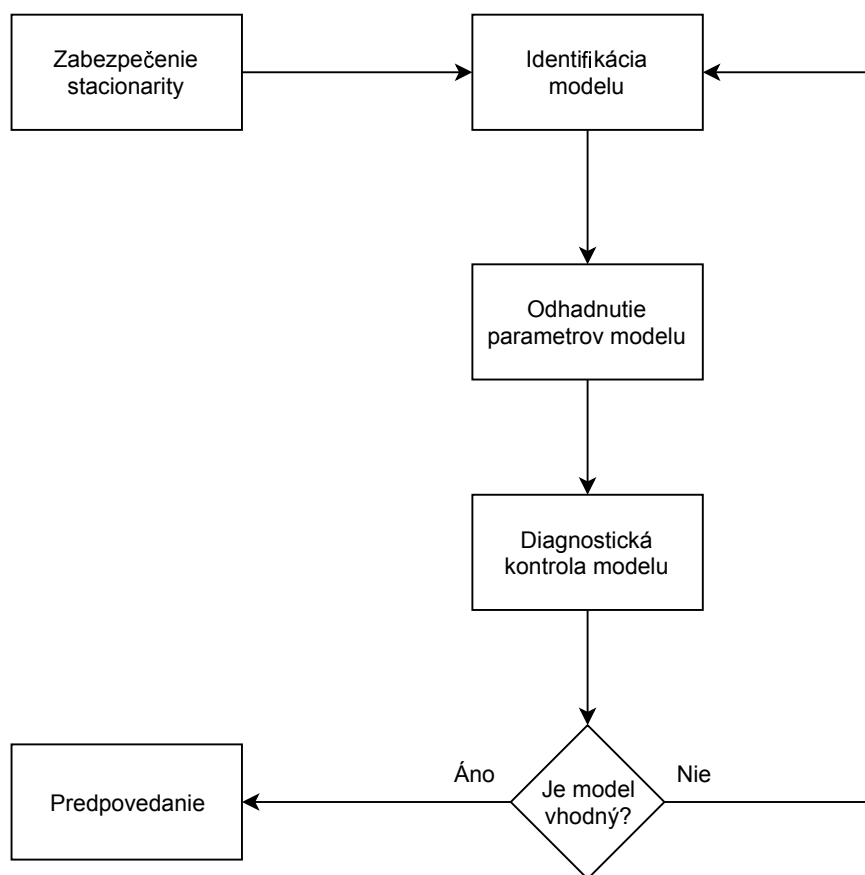 Zabezpečenie
stacionarity
Identifikácia
modelu
Odhadnutie
parametrov modelu
Diagnostická
kontrola modelu
Je model
vhodný?
Áno
Nie
Predpovedanie